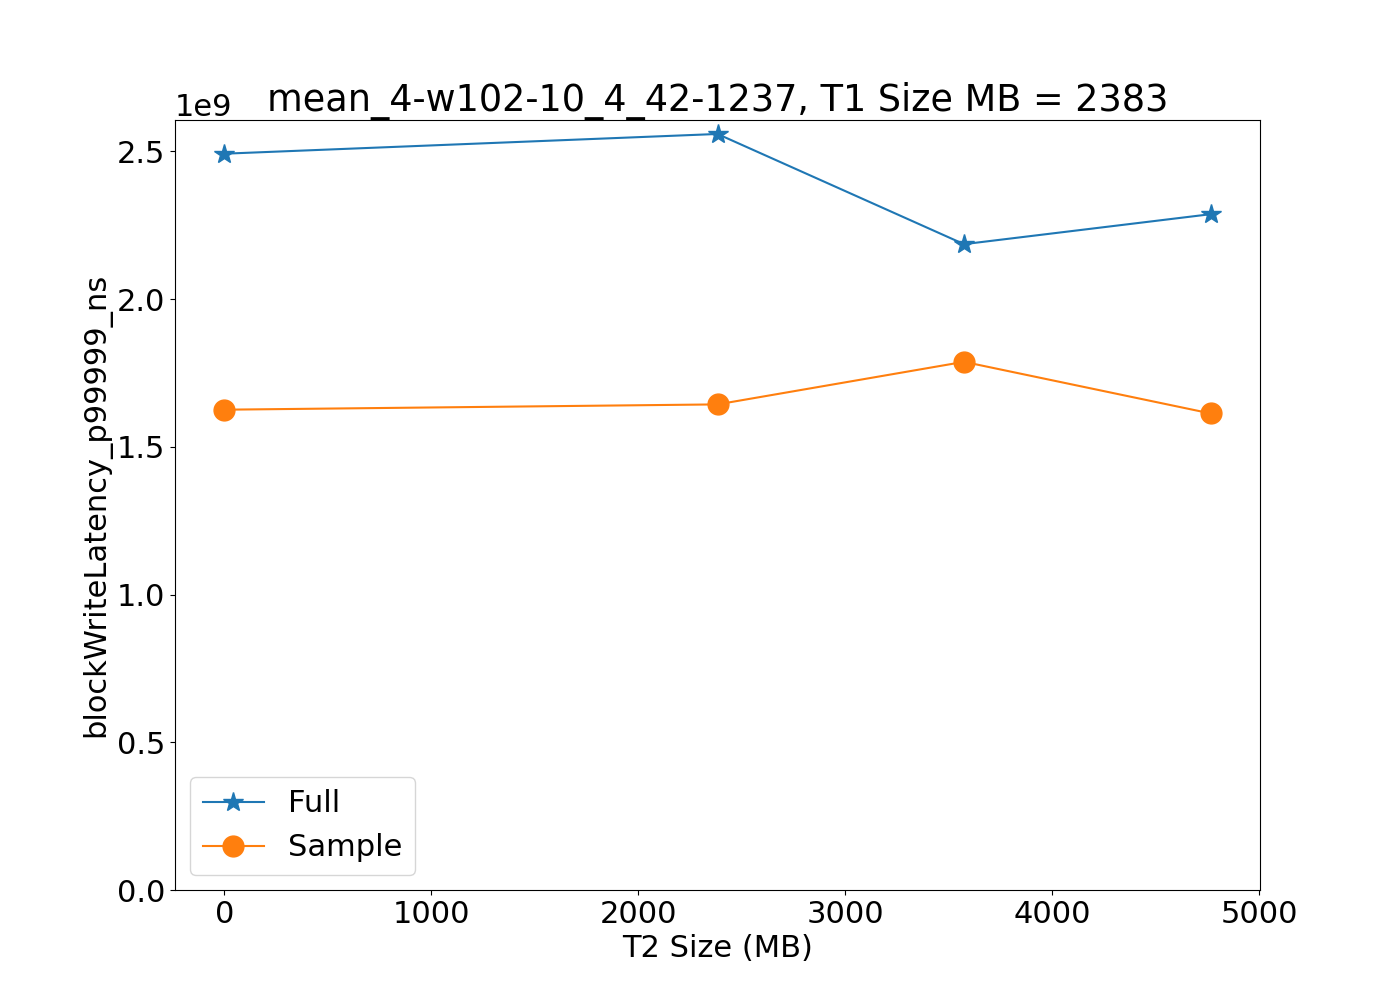 1e9
mean_4-w102-10_4_42-1237, T1 Size MB = 2383
blockWriteLatency_p99999_ns
2.5
2.0
1.5
1.0
0.5
0.0
Full
Sample
0 1000 2000 3000 4000 5000
T2 Size (MB)